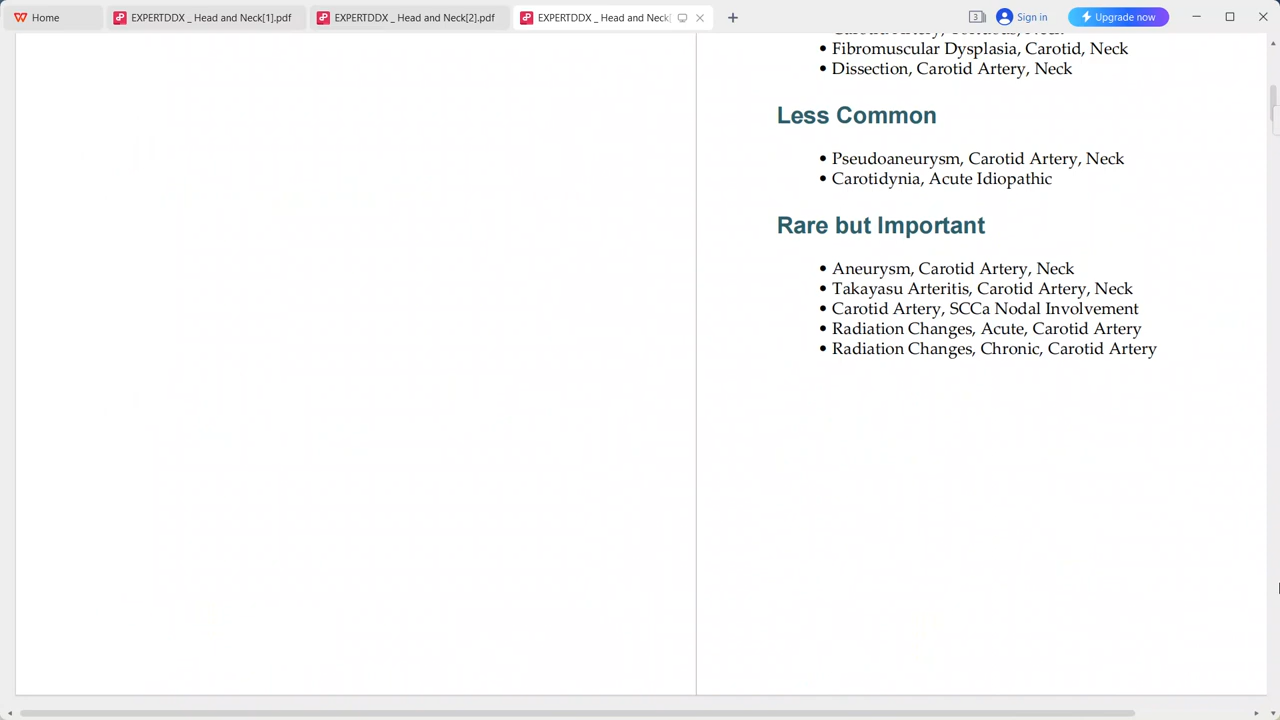 Home
EXPERTDDX _ Head and Neck[1].pdf
EXPERTDDX _ Head and Neck[2].pdf
EXPERTDDX _ Head and Neck[
3
Sign in
Upgrade now
• Fibromuscular Dysplasia, Carotid, Neck
• Dissection, Carotid Artery, Neck
Less Common
• Pseudoaneurysm, Carotid Artery, Neck
• Carotidynia, Acute Idiopathic
Rare but Important
• Aneurysm, Carotid Artery, Neck
• Takayasu Arteritis, Carotid Artery, Neck
• Carotid Artery, SCCa Nodal Involvement
• Radiation Changes, Acute, Carotid Artery
• Radiation Changes, Chronic, Carotid Artery